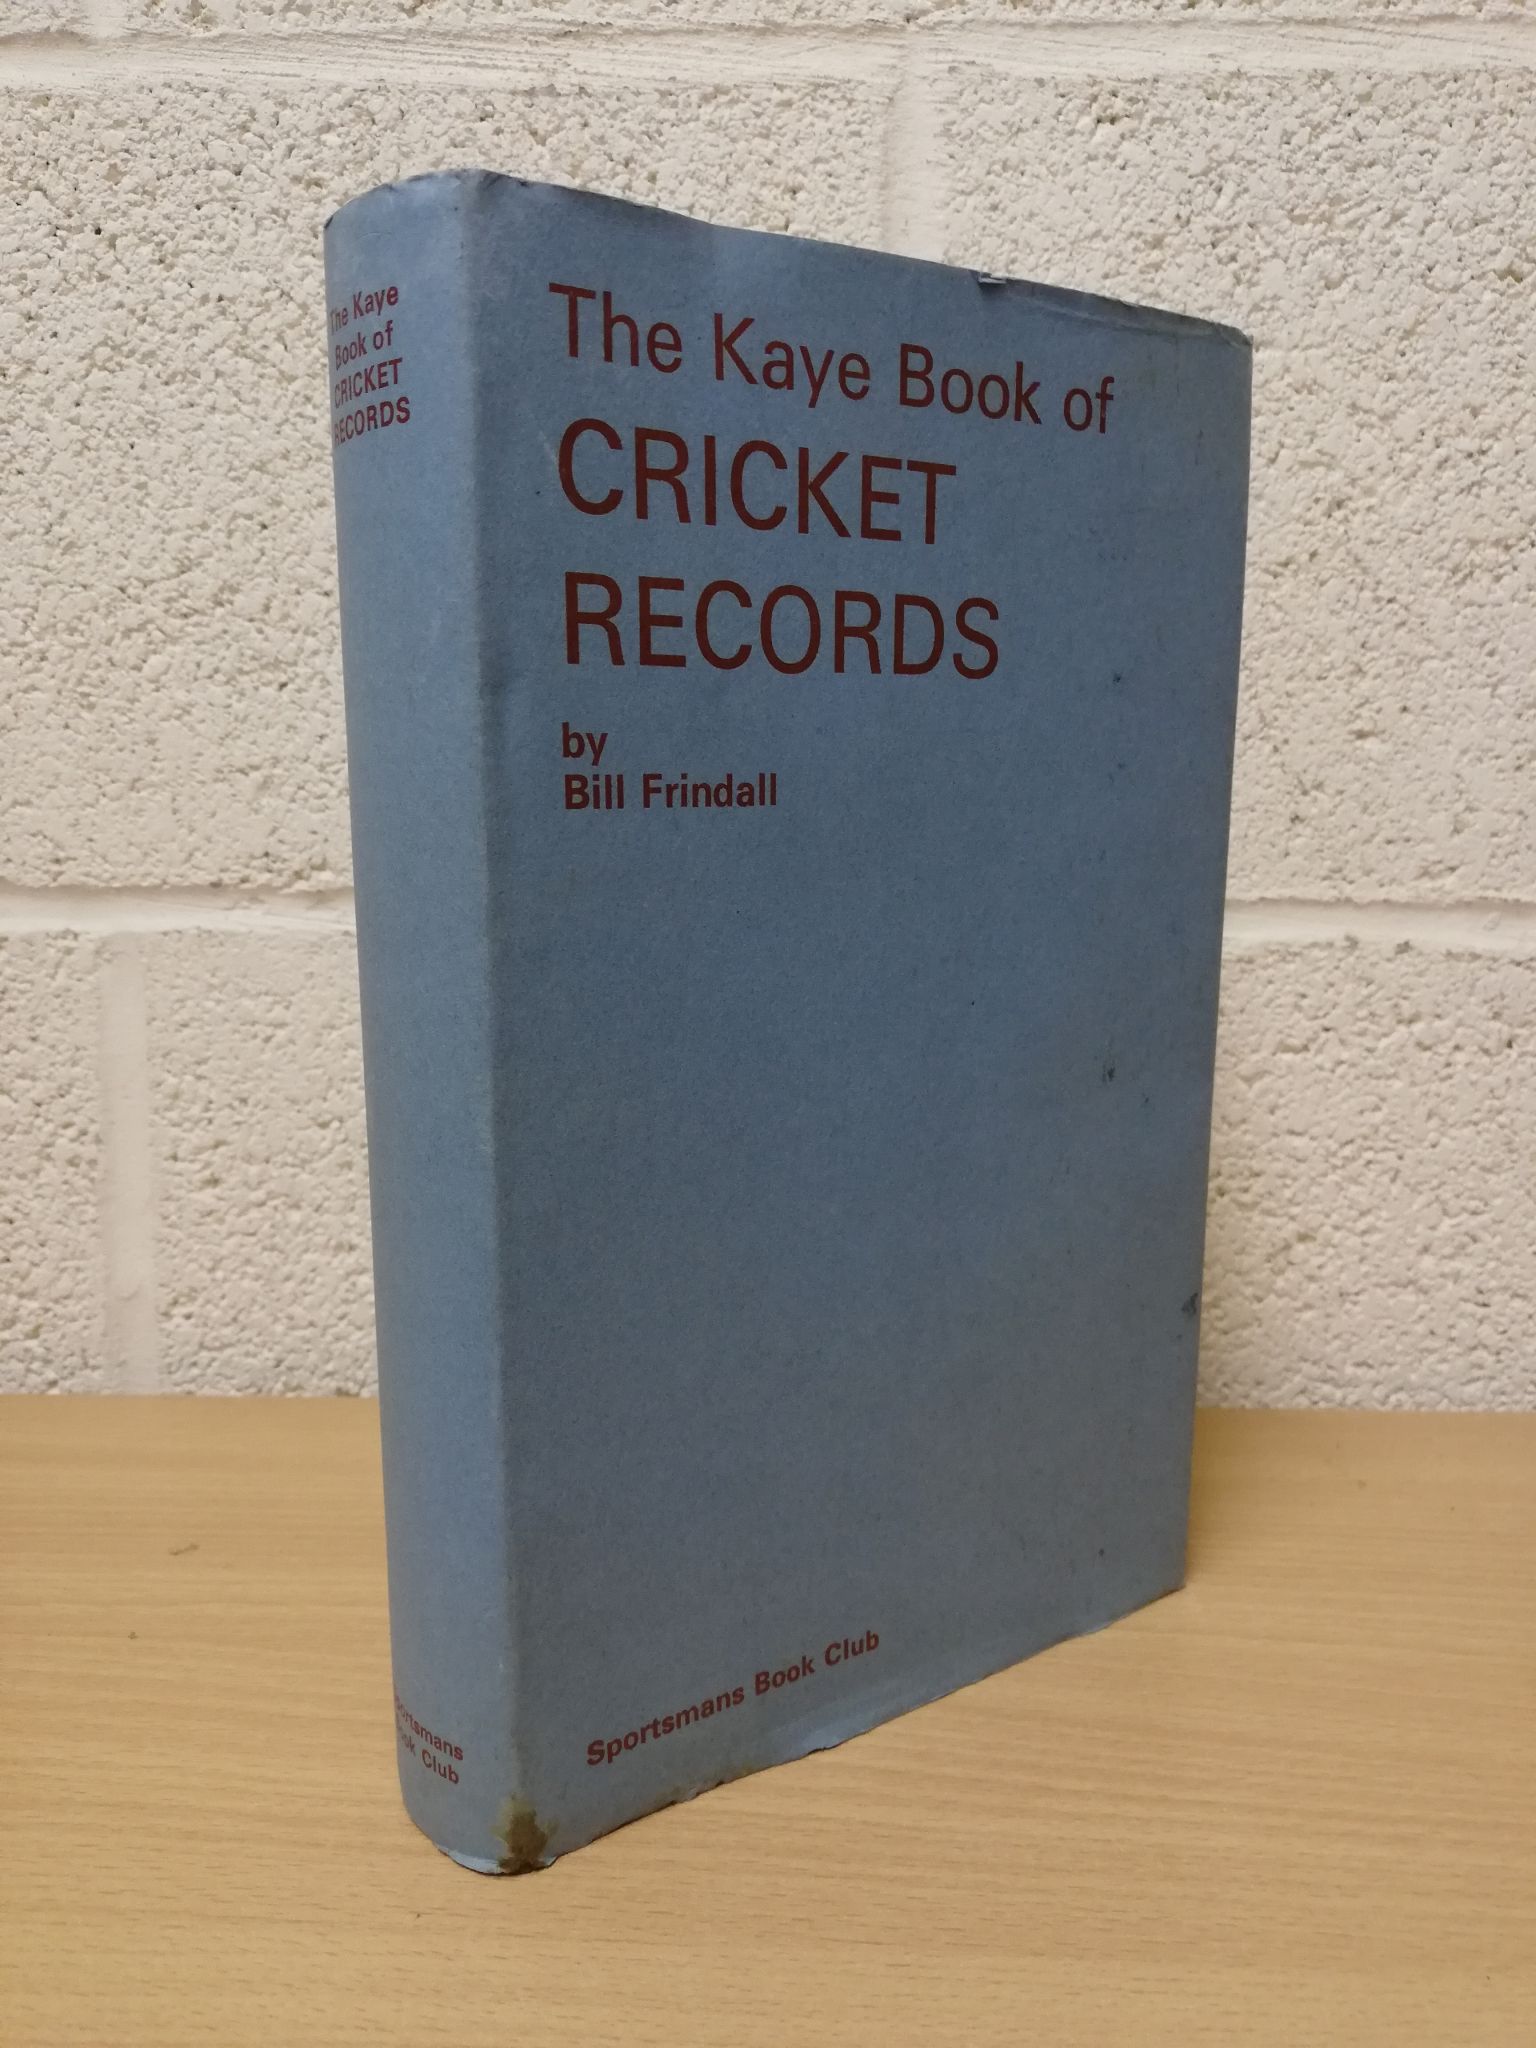 The Kaye
Book of
CRICKET
RECORDS
Sportsmans
Book Club
The Kaye Book of
CRICKET
RECORDS
by
Bill Frindall
Sportsmans Book Club